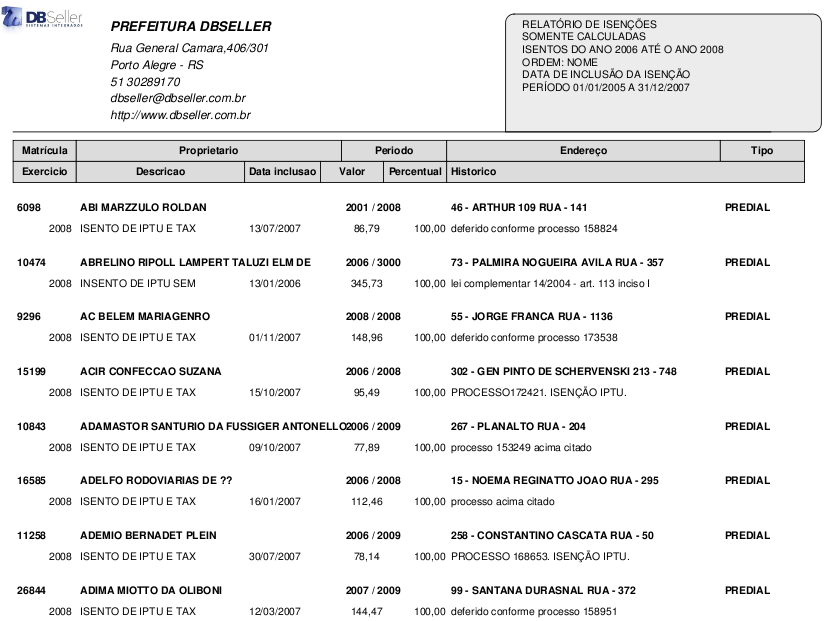 DBSeller
SISTEMAS INTEGRADOS
PREFEITURA DBSELLER
Rua General Camara,406/301
Porto Alegre - RS
51 30289170
dbseller@dbseller.com.br
http://www.dbseller.com.br
RELATÓRIO DE ISENÇÕES
SOMENTE CALCULADAS
ISENTOS DO ANO 2006 ATÉ O ANO 2008
ORDEM: NOME
DATA DE INCLUSÃO DA ISENÇÃO
PERÍODO 01/01/2005 A 31/12/2007
Matrícula Proprietario Periodo Endereço Tipo
Exercicio Descricao Data inclusao Valor Percentual Historico
6098 ABI MARZZULO ROLDAN 2001 / 2008 46 - ARTHUR 109 RUA - 141 PREDIAL
2008 ISENTO DE IPTU E TAX 13/07/2007 86,79 100,00 deferido conforme processo 158824
10474 ABRELINO RIPOLL LAMPERT TALUZI ELM DE 2006 / 3000 73 - PALMIRA NOGUEIRA AVILA RUA - 357 PREDIAL
2008 INSENTO DE IPTU SEM 13/01/2006 345,73 100,00 lei complementar 14/2004 - art. 113 inciso I
9296 AC BELEM MARIAGENRO 2008 / 2008 55 - JORGE FRANCA RUA - 1136 PREDIAL
2008 ISENTO DE IPTU E TAX 01/11/2007 148,96 100,00 deferido conforme processo 173538
15199 ACIR CONFECCAO SUZANA 2006 / 2008 302 - GEN PINTO DE SCHERVENSKI 213 - 748 PREDIAL
2008 ISENTO DE IPTU E TAX 15/10/2007 95,49 100,00 PROCESSO172421. ISENÇÃO IPTU.
10843 ADAMASTOR SANTURIO DA FUSSIGER ANTONELLO2006 / 2009 267 - PLANALTO RUA - 204 PREDIAL
2008 ISENTO DE IPTU E TAX 09/10/2007 77,89 100,00 processo 153249 acima citado
16585 ADELFO RODOVIARIAS DE ?? 2006 / 2008 15 - NOEMA REGINATTO JOAO RUA - 295 PREDIAL
2008 ISENTO DE IPTU E TAX 16/01/2007 112,46 100,00 processo acima citado
11258 ADEMIO BERNADET PLEIN 2006 / 2009 258 - CONSTANTINO CASCATA RUA - 50 PREDIAL
2008 ISENTO DE IPTU E TAX 30/07/2007 78,14 100,00 PROCESSO 168653. ISENÇÃO IPTU.
26844 ADIMA MIOTTO DA OLIBONI 2007 / 2009 99 - SANTANA DURASNAL RUA - 372 PREDIAL
2008 ISENTO DE IPTU E TAX 12/03/2007 144,47 100,00 deferido conforme processo 158951